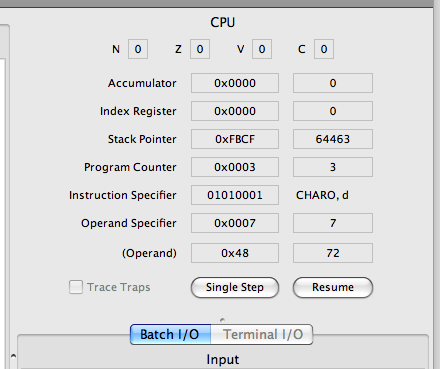 CPU
N 0 Z 0 V 0 C 0
Accumulator 0x0000 0
Index Register 0x0000 0
Stack Pointer 0xFBCF 64463
Program Counter 0x0003 3
Instruction Specifier 01010001 CHARO, d
Operand Specifier 0x0007 7
(Operand) 0x48 72
Trace Traps Single Step Resume
Batch I/O Terminal I/O
Input